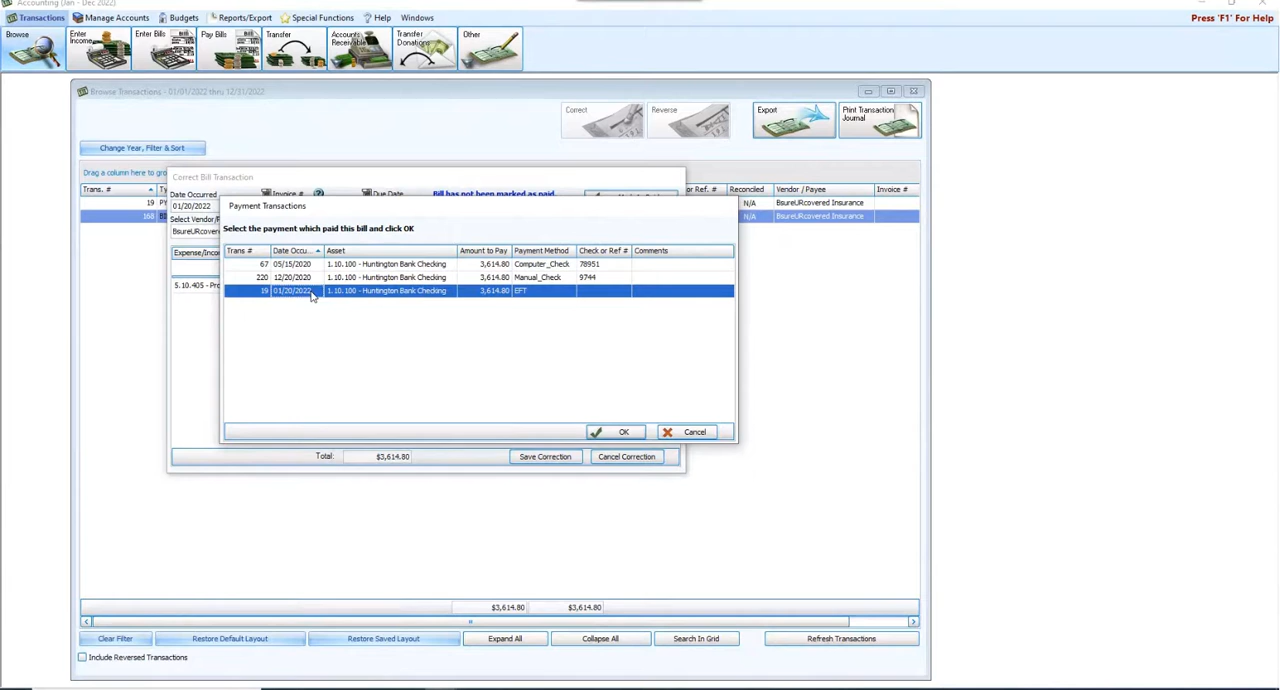 Accounting (Jan - Dec 2022)
Transactions Manage Accounts Budgets Reports/Export Special Functions Help Windows Press 'F1' For Help
Browse Enter Income Enter Bills Pay Bills Transfer Accounts Receivable Transfer Donations Other
Browse Transactions - 01/01/2022 thru 12/31/2022
Correct Reverse Export Print Transaction Journal
Change Year, Filter & Sort
Drag a column here to gro
Correct Bill Transaction
Trans. # or Ref. # Reconciled Vendor / Payee Invoice #
Date Occurred Invoice # Due Date Bill has not been marked as paid.
19 PY N/A BsureURcovered Insurance
01/20/2022
168 N/A BsureURcovered Insurance
Select Vendor/P
BsureURcov
Expense/Incom
5.10.405 - Pro
Payment Transactions
Select the payment which paid this bill and click OK
Trans # Date Occu... Asset Amount to Pay Payment Method Check or Ref # Comments
67 05/15/2020 1.10.100 - Huntington Bank Checking 3,614.80 Computer_Check 78951
220 12/20/2020 1.10.100 - Huntington Bank Checking 3,614.80 Manual_Check 9744
19 01/20/2022 1.10.100 - Huntington Bank Checking 3,614.80 EFT
OK Cancel
Total: $3,614.80 Save Correction Cancel Correction
$3,614.80 $3,614.80
Clear Filter Restore Default Layout Restore Saved Layout Expand All Collapse All Search In Grid Refresh Transactions
Include Reversed Transactions